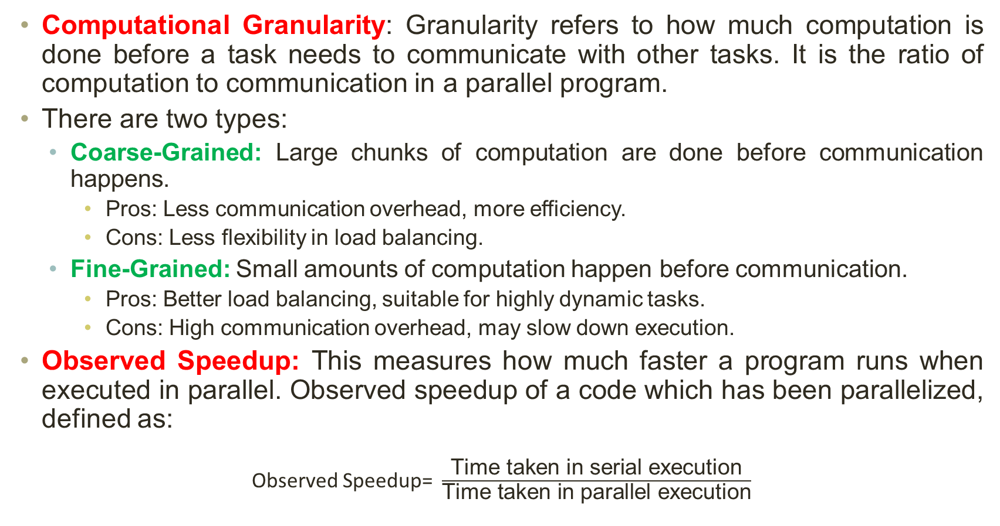 • Computational Granularity: Granularity refers to how much computation is
done before a task needs to communicate with other tasks. It is the ratio of
computation to communication in a parallel program.
• There are two types:
• Coarse-Grained: Large chunks of computation are done before communication
happens.
• Pros: Less communication overhead, more efficiency.
• Cons: Less flexibility in load balancing.
• Fine-Grained: Small amounts of computation happen before communication.
• Pros: Better load balancing, suitable for highly dynamic tasks.
• Cons: High communication overhead, may slow down execution.
• Observed Speedup: This measures how much faster a program runs when
executed in parallel. Observed speedup of a code which has been parallelized,
defined as:
Observed Speedup=
Time taken in serial execution
Time taken in parallel execution